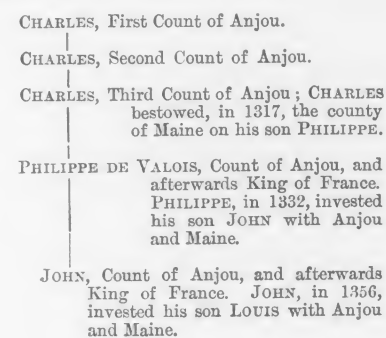 CHARLES, First Count of Anjou.
CHARLES, Second Count of Anjou.
CHARLES, Third Count of Anjou; CHARLES
bestowed, in 1317, the county
of Maine on his son PHILIPPE.
PHILIPPE DE VALOIS, Count of Anjou, and
afterwards King of France.
PHILIPPE, in 1332, invested
his son JOHN with Anjou
and Maine.
JOHN, Count of Anjou, and afterwards
King of France. JOHN, in 1356,
invested his son LOUIS with Anjou
and Maine.